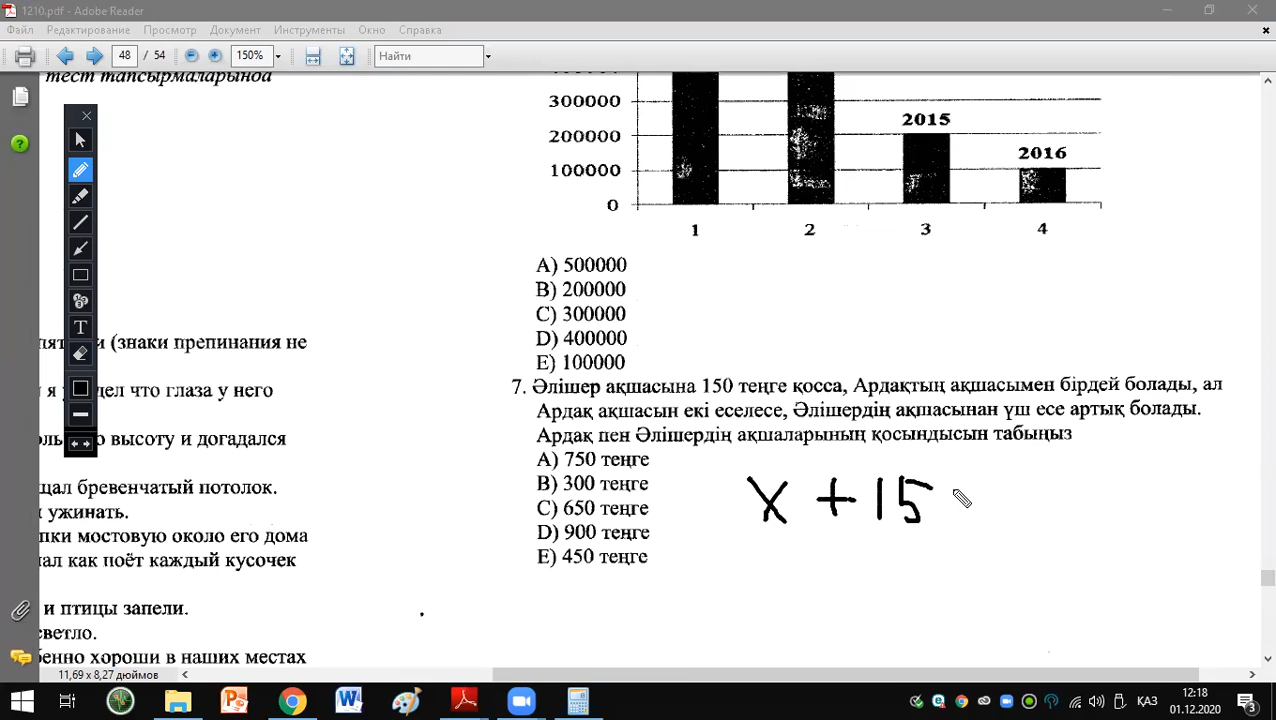 1210.pdf - Adobe Reader
Файл Редактирование Просмотр Документ Инструменты Окно Справка
48 / 54 150% Найти
тест тапсырмаларында
300000
200000
100000
0
2015
2016
1 2 3 4
A) 500000
B) 200000
C) 300000
D) 400000
E) 100000
7. Әлішер ақшасына 150 теңге қосса, Ардақтың ақшасымен бірдей болады, ал
Ардақ ақшасын екі еселесе, Әлішердің ақшасынан үш есе артық болады.
Ардақ пен Әлішердің ақшаларының қосындысын табыңыз
A) 750 теңге
B) 300 теңге
C) 650 теңге
D) 900 теңге
E) 450 теңге
x + 15
(знаки препинания не
что глаза у него
высоту и догадался
щал бревенчатый потолок.
ужинать.
пки мостовую около его дома
ал как поёт каждый кусочек
и птицы запели.
светло.
бенно хороши в наших местах
11,69 x 8,27 дюймов
ҚАЗ
12:18
01.12.2020
3